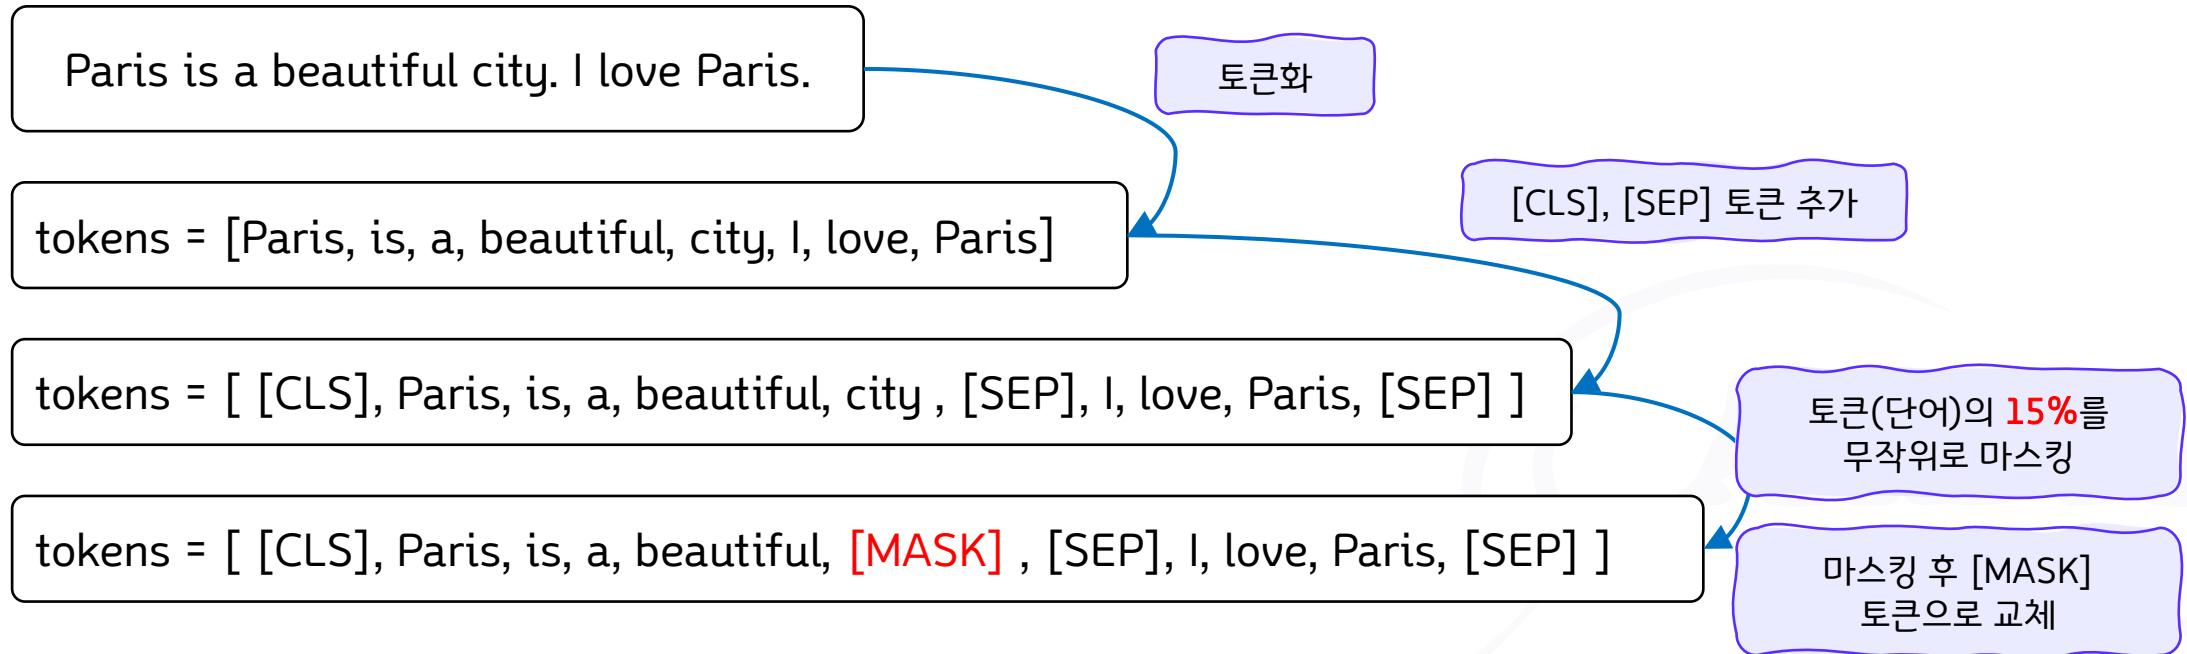 Paris is a beautiful city. I love Paris.
토큰화
tokens = [Paris, is, a, beautiful, city, I, love, Paris]
[CLS], [SEP] 토큰 추가
tokens = [ [CLS], Paris, is, a, beautiful, city , [SEP], I, love, Paris, [SEP] ]
토큰(단어)의 15%를
무작위로 마스킹
tokens = [ [CLS], Paris, is, a, beautiful, [MASK] , [SEP], I, love, Paris, [SEP] ]
마스킹 후 [MASK]
토큰으로 교체